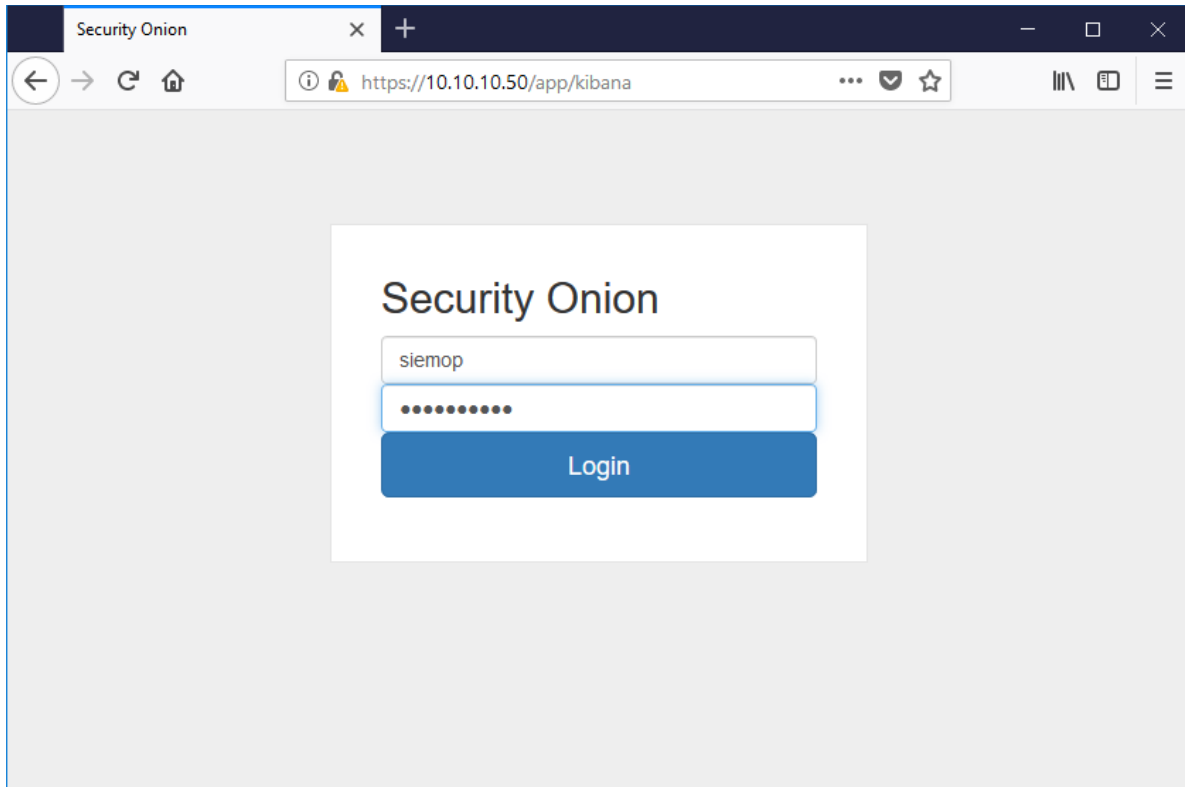 Security Onion
https://10.10.10.50/app/kibana
Security Onion
siemop
••••••••••
Login